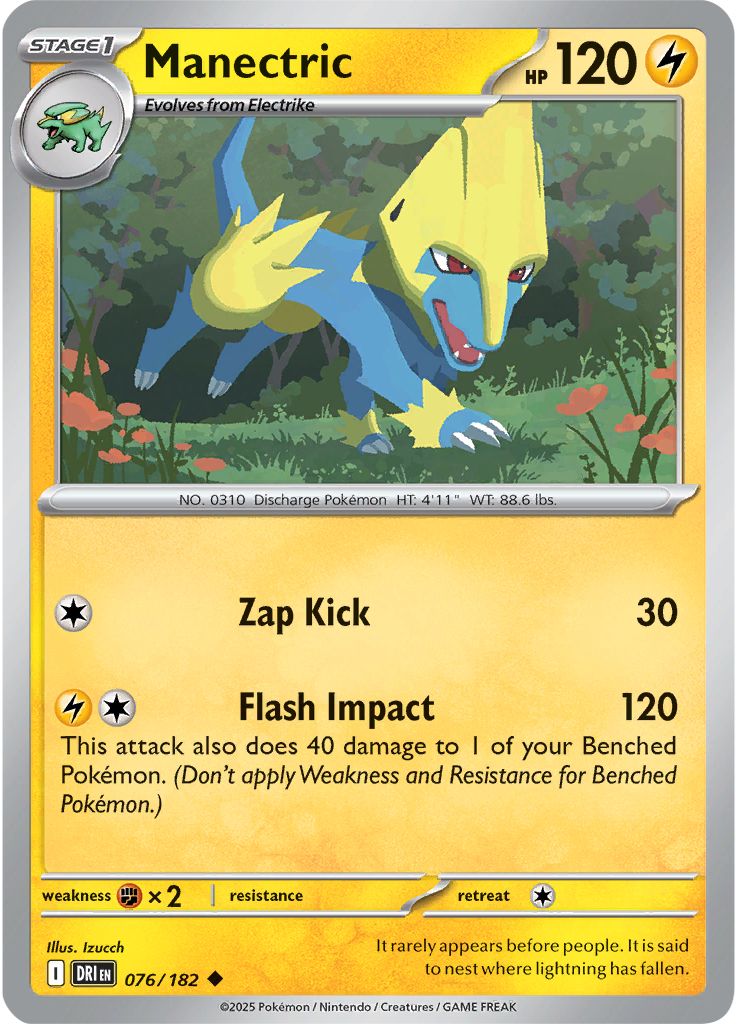 STAGE1
Manectric
HP 120
Evolves from Electrike
NO. 0310 Discharge Pokémon HT: 4'11" WT: 88.6 lbs.
Zap Kick 30
Flash Impact 120
This attack also does 40 damage to 1 of your Benched
Pokémon. (Don't apply Weakness and Resistance for Benched
Pokémon.)
weakness ×2 resistance retreat
Illus. Izucch
It rarely appears before people. It is said
to nest where lightning has fallen.
I DRI EN 076/182
©2025 Pokémon / Nintendo / Creatures / GAME FREAK